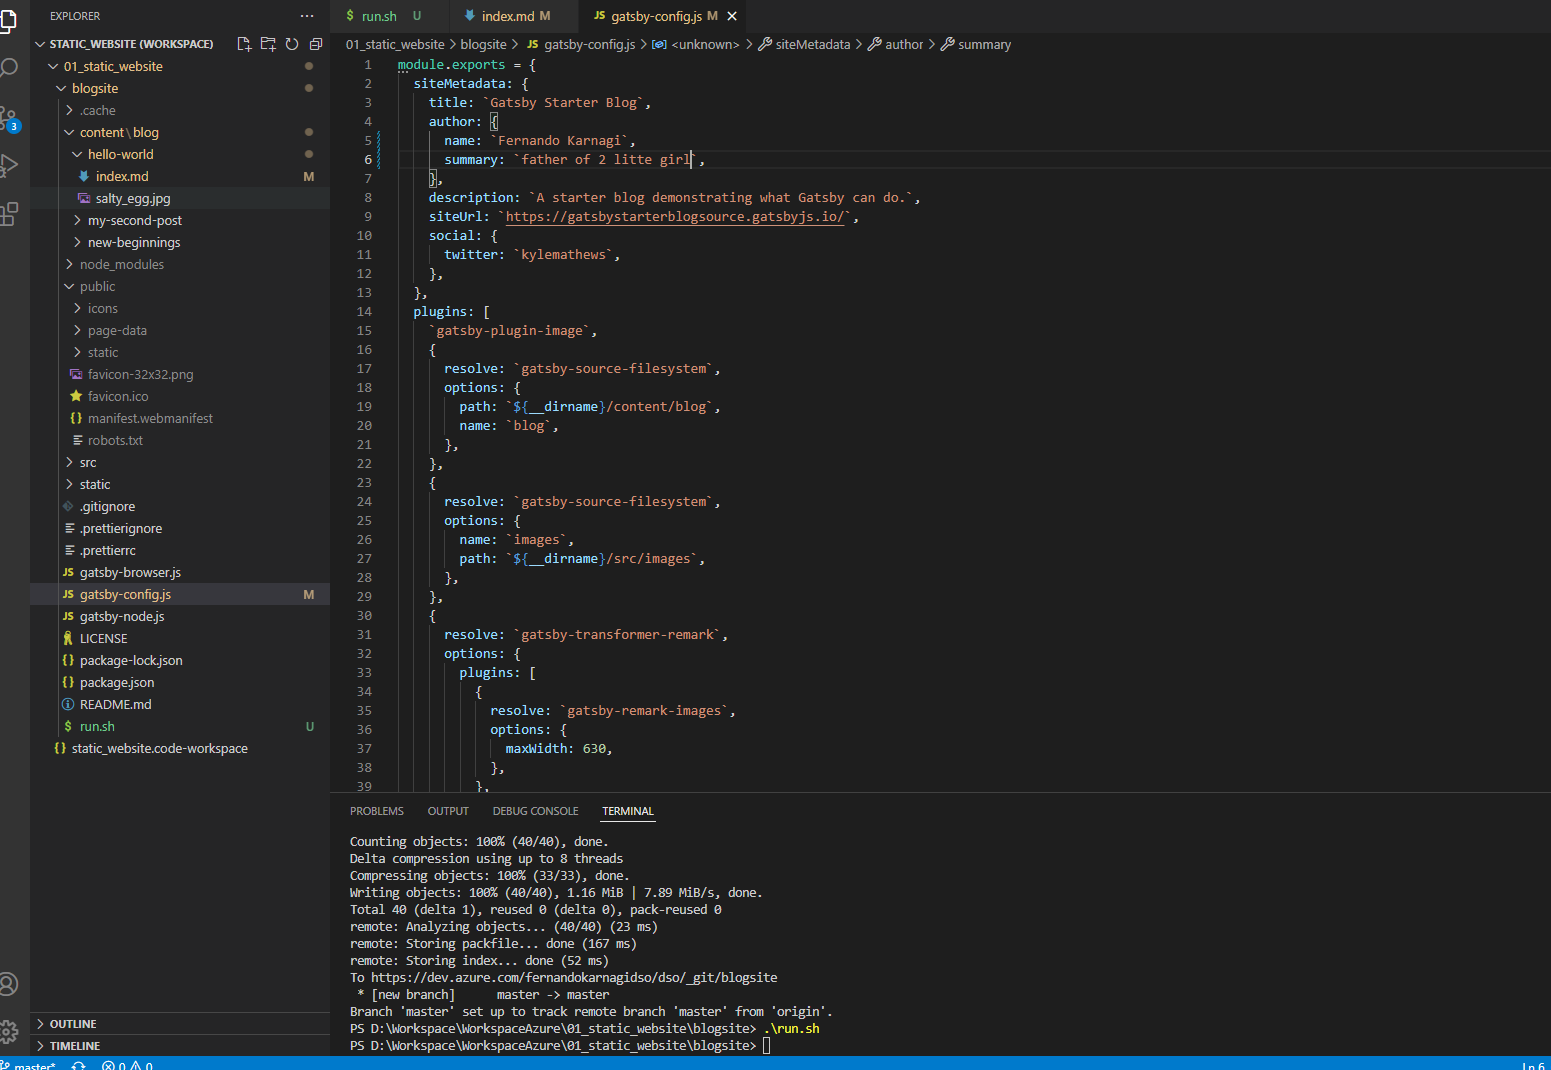 EXPLORER
STATIC_WEBSITE (WORKSPACE)
01_static_website
blogsite
.cache
content\blog
hello-world
index.md M
salty_egg.jpg
my-second-post
new-beginnings
node_modules
public
icons
page-data
static
favicon-32x32.png
favicon.ico
manifest.webmanifest
robots.txt
src
static
.gitignore
.prettierignore
.prettierrc
JS gatsby-browser.js
JS gatsby-config.js M
JS gatsby-node.js
LICENSE
{} package-lock.json
{} package.json
README.md
$ run.sh U
{} static_website.code-workspace
OUTLINE
TIMELINE
3
$ run.sh U
index.md M
JS gatsby-config.js M
01_static_website > blogsite > JS gatsby-config.js > <unknown> > siteMetadata > author > summary
1 module.exports = {
2 siteMetadata: {
3 title: `Gatsby Starter Blog`,
4 author: {
5 name: `Fernando Karnagi`,
6 summary: `father of 2 litte girl`,
7 },
8 description: `A starter blog demonstrating what Gatsby can do.`,
9 siteUrl: `https://gatsbystarterblogsource.gatsbyjs.io/`,
10 social: {
11 twitter: `kylemathews`,
12 },
13 },
14 plugins: [
15 `gatsby-plugin-image`,
16 {
17 resolve: `gatsby-source-filesystem`,
18 options: {
19 path: `${__dirname}/content/blog`,
20 name: `blog`,
21 },
22 },
23 {
24 resolve: `gatsby-source-filesystem`,
25 options: {
26 name: `images`,
27 path: `${__dirname}/src/images`,
28 },
29 },
30 {
31 resolve: `gatsby-transformer-remark`,
32 options: {
33 plugins: [
34 {
35 resolve: `gatsby-remark-images`,
36 options: {
37 maxWidth: 630,
38 },
39 },
PROBLEMS OUTPUT DEBUG CONSOLE TERMINAL
Counting objects: 100% (40/40), done.
Delta compression using up to 8 threads
Compressing objects: 100% (33/33), done.
Writing objects: 100% (40/40), 1.16 MiB | 7.89 MiB/s, done.
Total 40 (delta 1), reused 0 (delta 0), pack-reused 0
remote: Analyzing objects... (40/40) (23 ms)
remote: Storing packfile... done (167 ms)
remote: Storing index... done (52 ms)
To https://dev.azure.com/fernandokarnagidso/dso/_git/blogsite
* [new branch] master -> master
Branch 'master' set up to track remote branch 'master' from 'origin'.
PS D:\Workspace\WorkspaceAzure\01_static_website\blogsite> .\run.sh
PS D:\Workspace\WorkspaceAzure\01_static_website\blogsite>
master* 0 0 Ln 6